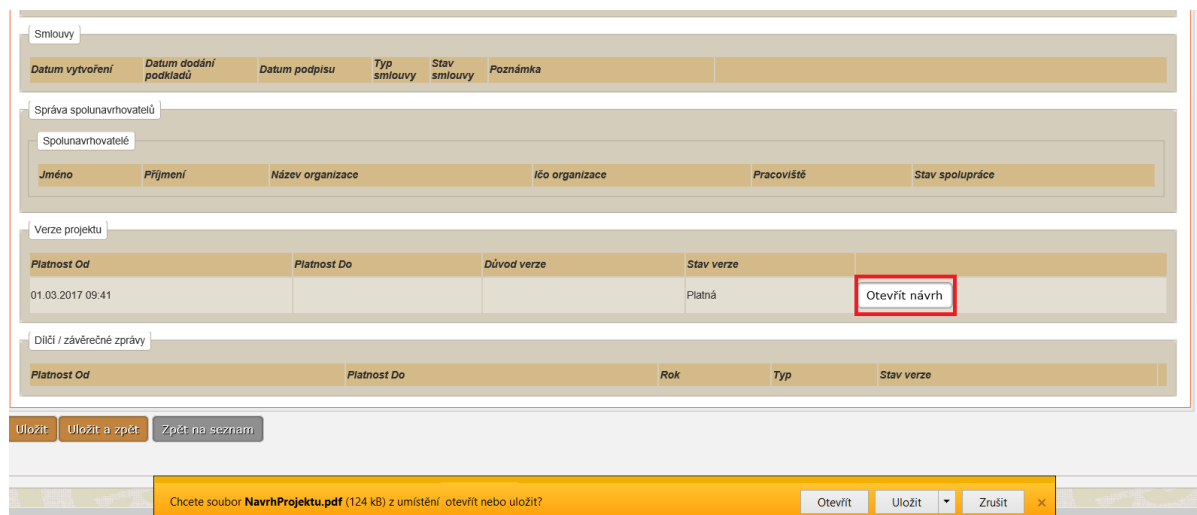 Smlouvy
Datum vytvoření Datum dodání podkladů Datum podpisu Typ smlouvy Stav smlouvy Poznámka
Správa spolunavrhovatelů
Spolunavrhovatelé
Jméno Příjmení Název organizace Ičo organizace Pracoviště Stav spolupráce
Verze projektu
Platnost Od Platnost Do Důvod verze Stav verze
01.03.2017 09:41 Platná Otevřít návrh
Dílčí / závěrečné zprávy
Platnost Od Platnost Do Rok Typ Stav verze
Uložit Uložit a zpět Zpět na seznam
Chcete soubor NavrhProjektu.pdf (124 kB) z umístění otevřít nebo uložit? Otevřít Uložit Zrušit ×